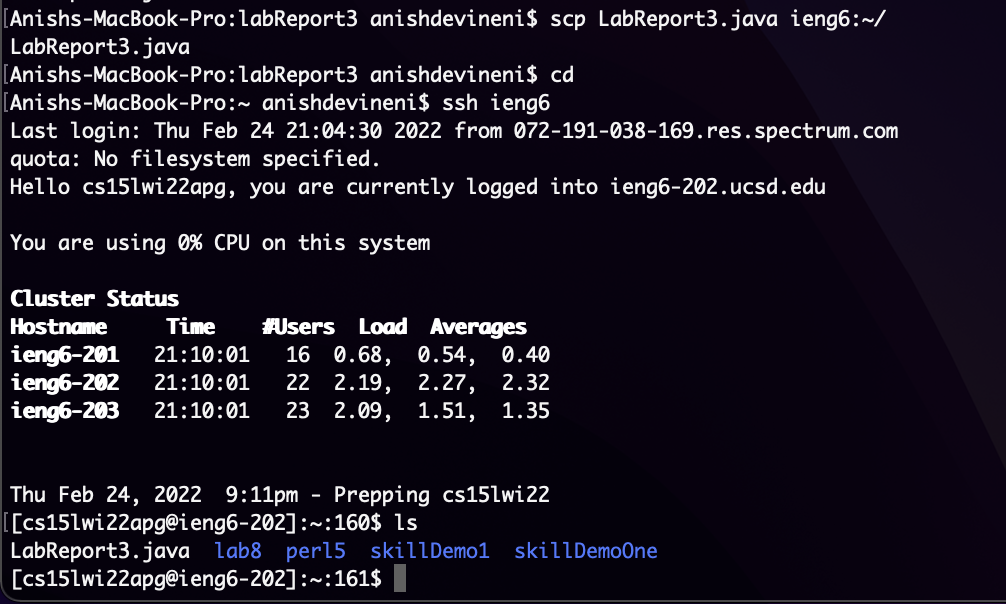 [Anishs-MacBook-Pro:labReport3 anishdevineni$ scp LabReport3.java ieng6:~/
LabReport3.java
[Anishs-MacBook-Pro:labReport3 anishdevineni$ cd
[Anishs-MacBook-Pro:~ anishdevineni$ ssh ieng6
Last login: Thu Feb 24 21:04:30 2022 from 072-191-038-169.res.spectrum.com
quota: No filesystem specified.
Hello cs15lwi22apg, you are currently logged into ieng6-202.ucsd.edu
You are using 0% CPU on this system
Cluster Status
Hostname     Time    #Users  Load  Averages
ieng6-201   21:10:01   16  0.68,  0.54,  0.40
ieng6-202   21:10:01   22  2.19,  2.27,  2.32
ieng6-203   21:10:01   23  2.09,  1.51,  1.35
Thu Feb 24, 2022  9:11pm - Prepping cs15lwi22
[[cs15lwi22apg@ieng6-202]:~:160$ ls
LabReport3.java  lab8  perl5  skillDemo1  skillDemoOne
[cs15lwi22apg@ieng6-202]:~:161$